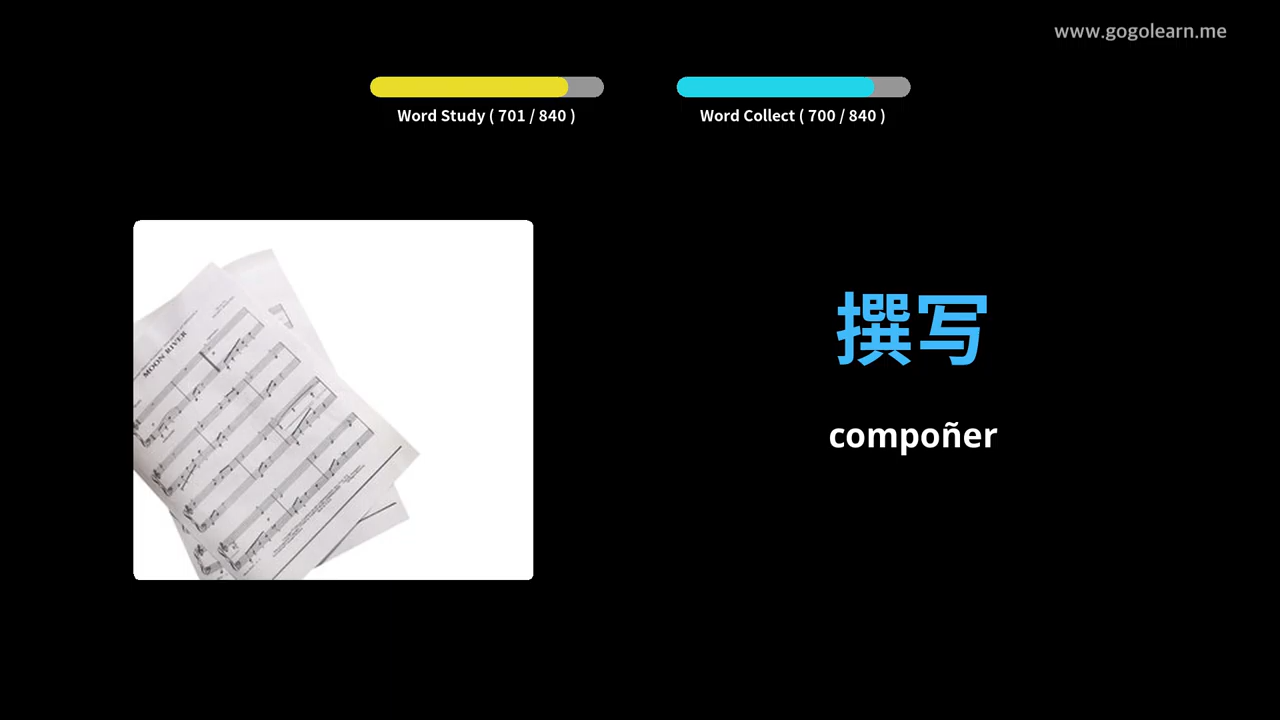 www.gogolearn.me
Word Study ( 701 / 840 )
Word Collect ( 700 / 840 )
MOON RIVER
撰写
compoñer